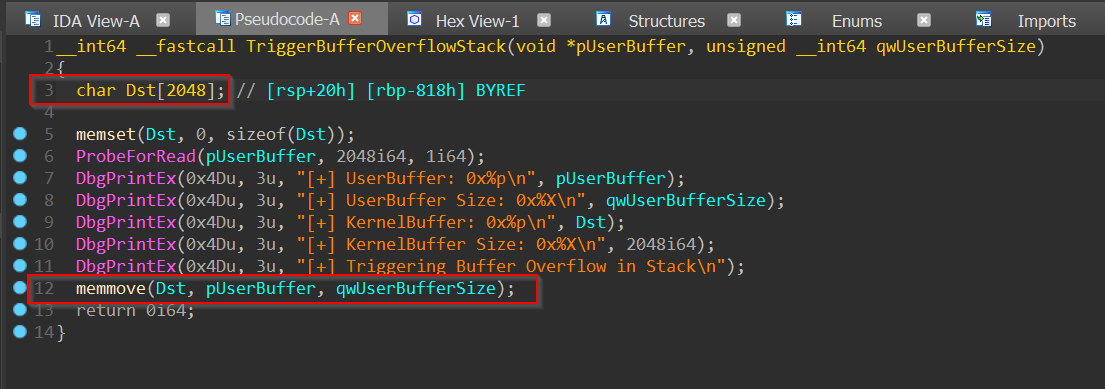 IDA View-A Pseudocode-A Hex View-1 Structures Enums Imports
1 __int64 __fastcall TriggerBufferOverflowStack(void *pUserBuffer, unsigned __int64 qwUserBufferSize)
2 {
3 char Dst[2048]; // [rsp+20h] [rbp-818h] BYREF
4
5 memset(Dst, 0, sizeof(Dst));
6 ProbeForRead(pUserBuffer, 2048i64, 1i64);
7 DbgPrintEx(0x4Du, 3u, "[+] UserBuffer: 0x%p\n", pUserBuffer);
8 DbgPrintEx(0x4Du, 3u, "[+] UserBuffer Size: 0x%X\n", qwUserBufferSize);
9 DbgPrintEx(0x4Du, 3u, "[+] KernelBuffer: 0x%p\n", Dst);
10 DbgPrintEx(0x4Du, 3u, "[+] KernelBuffer Size: 0x%X\n", 2048i64);
11 DbgPrintEx(0x4Du, 3u, "[+] Triggering Buffer Overflow in Stack\n");
12 memmove(Dst, pUserBuffer, qwUserBufferSize);
13 return 0i64;
14 }